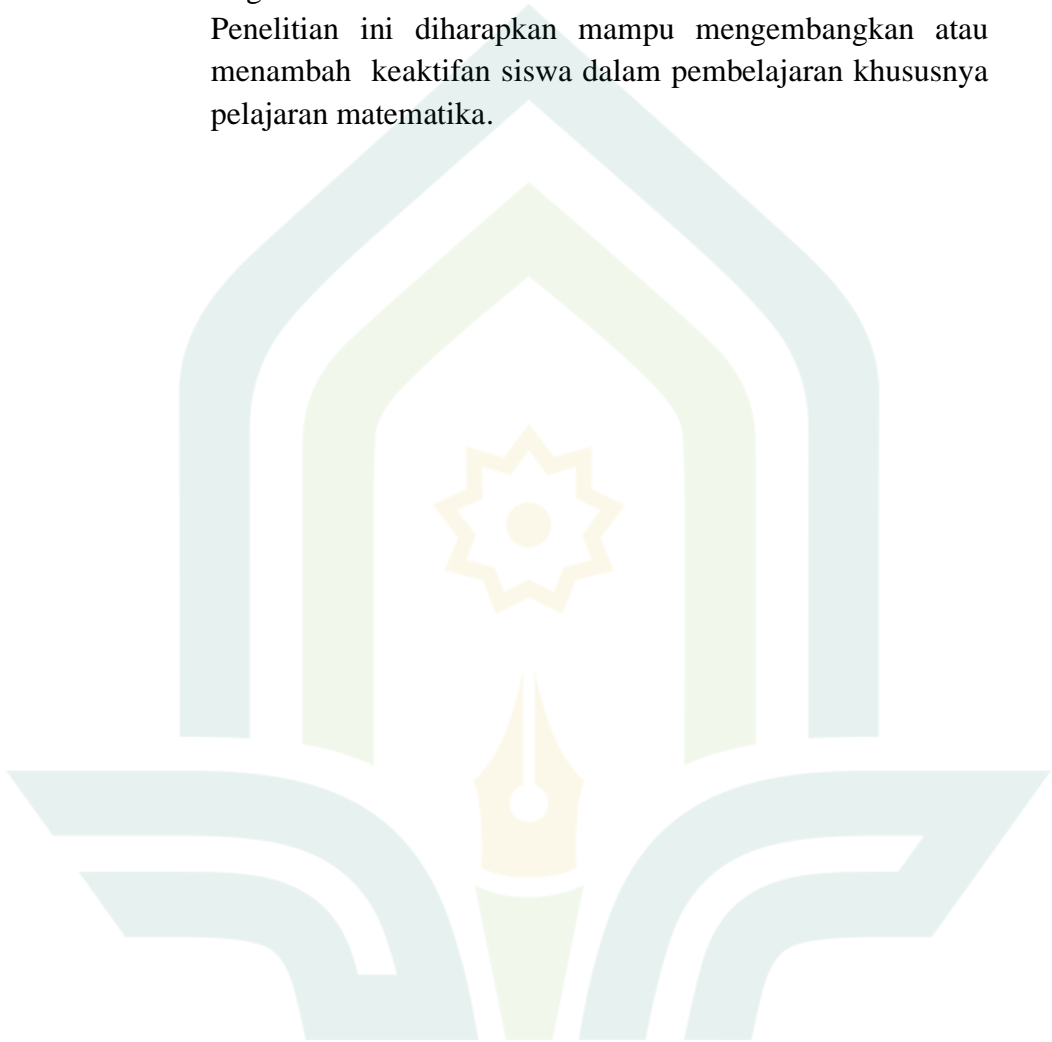 Penelitian ini diharapkan mampu mengembangkan atau
menambah keaktifan siswa dalam pembelajaran khususnya
pelajaran matematika.